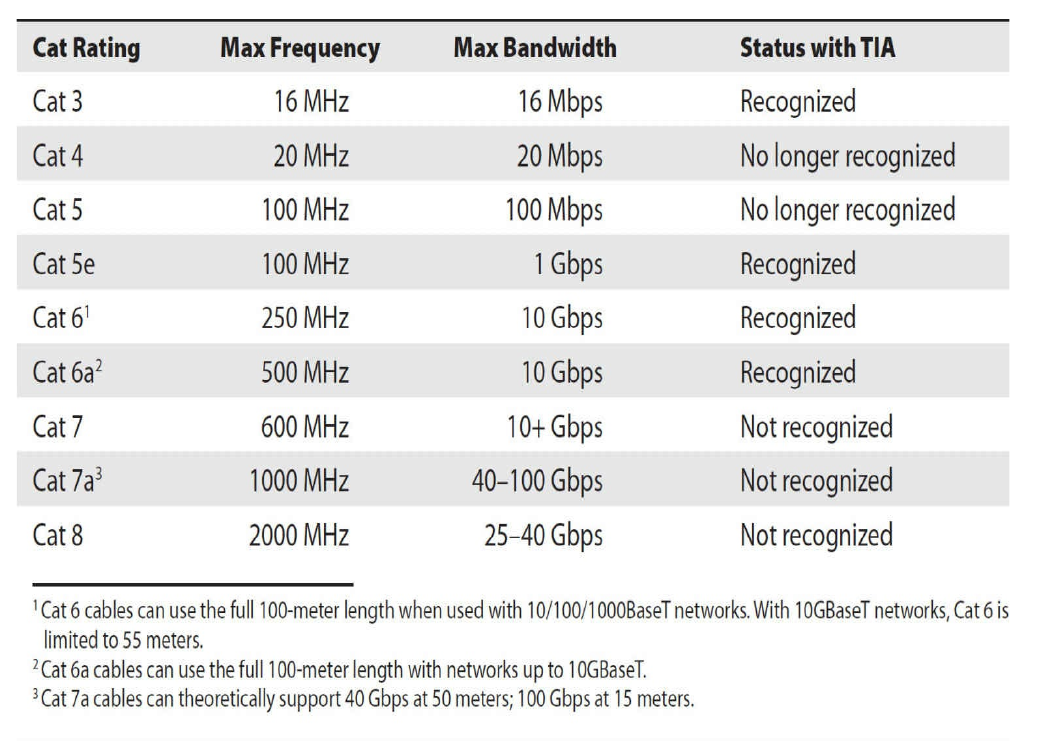 Cat Rating Max Frequency Max Bandwidth Status with TIA
Cat 3 16 MHz 16 Mbps Recognized
Cat 4 20 MHz 20 Mbps No longer recognized
Cat 5 100 MHz 100 Mbps No longer recognized
Cat 5e 100 MHz 1 Gbps Recognized
Cat 6¹ 250 MHz 10 Gbps Recognized
Cat 6a² 500 MHz 10 Gbps Recognized
Cat 7 600 MHz 10+ Gbps Not recognized
Cat 7a³ 1000 MHz 40–100 Gbps Not recognized
Cat 8 2000 MHz 25–40 Gbps Not recognized
¹ Cat 6 cables can use the full 100-meter length when used with 10/100/1000BaseT networks. With 10GBaseT networks, Cat 6 is
limited to 55 meters.
² Cat 6a cables can use the full 100-meter length with networks up to 10GBaseT.
³ Cat 7a cables can theoretically support 40 Gbps at 50 meters; 100 Gbps at 15 meters.